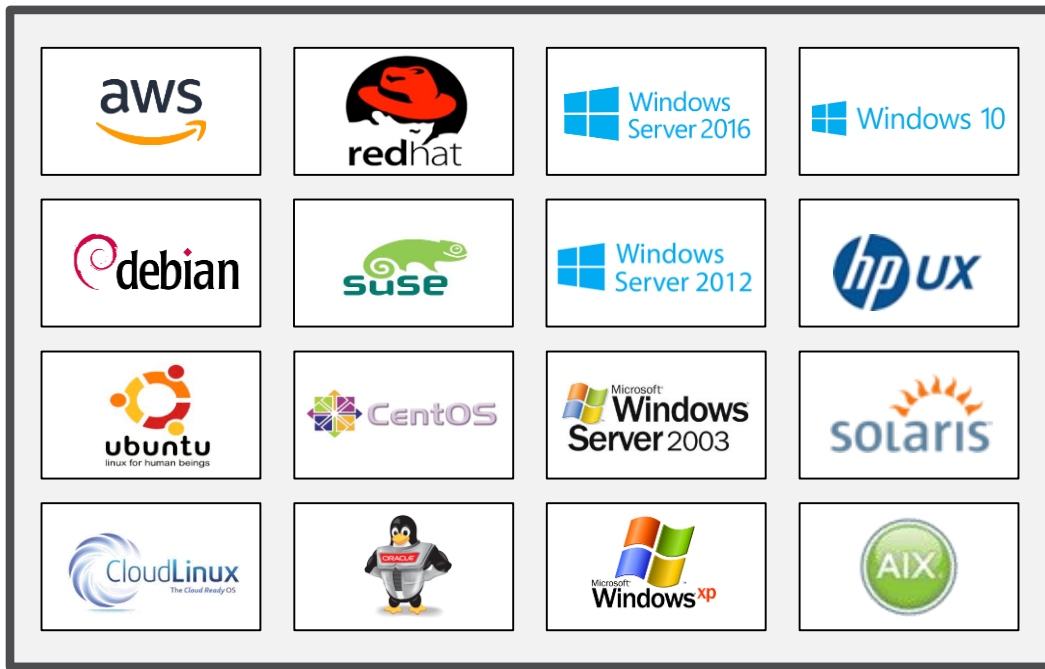 aws
redhat
Windows
Server 2016
Windows 10
debian
suse
Windows
Server 2012
hp UX
ubuntu
linux for human beings
CentOS
Microsoft
Windows
Server 2003
solaris
CloudLinux
The Cloud Ready OS
ORACLE
Microsoft
Windows xp
AIX